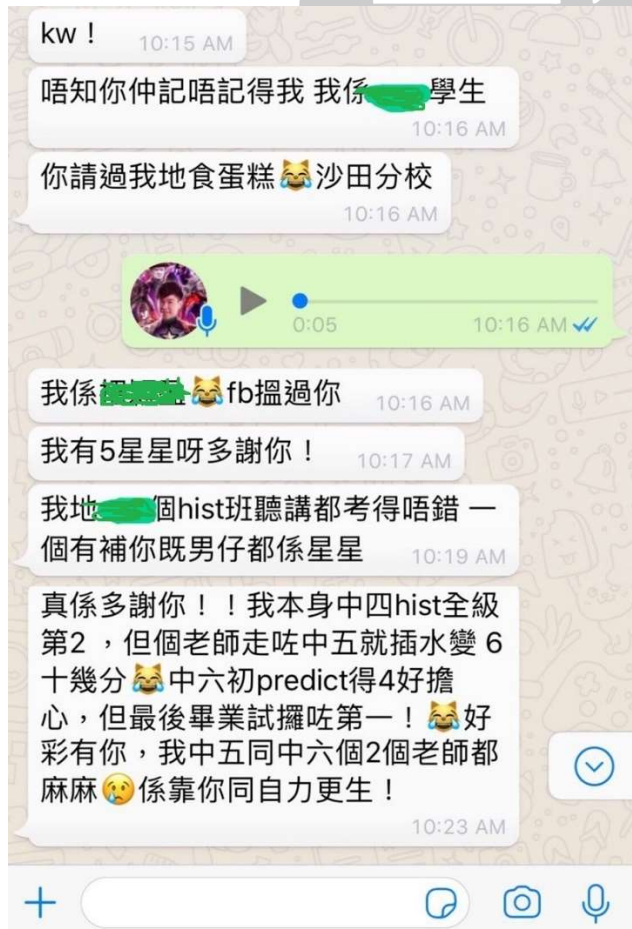 kw！
10:15 AM
唔知你仲記唔記得我 我係 學生
10:16 AM
你請過我地食蛋糕😹沙田分校
10:16 AM
0:05
10:16 AM
我係 😹fb搵過你
10:16 AM
我有5星星呀多謝你！
10:17 AM
我地 個hist班聽講都考得唔錯 一
個有補你既男仔都係星星
10:19 AM
真係多謝你！！我本身中四hist全級
第2 ，但個老師走咗中五就插水變 6
十幾分😹中六初predict得4好擔
心，但最後畢業試攞咗第一！😹好
彩有你，我中五同中六個2個老師都
麻麻😢係靠你同自力更生！
10:23 AM